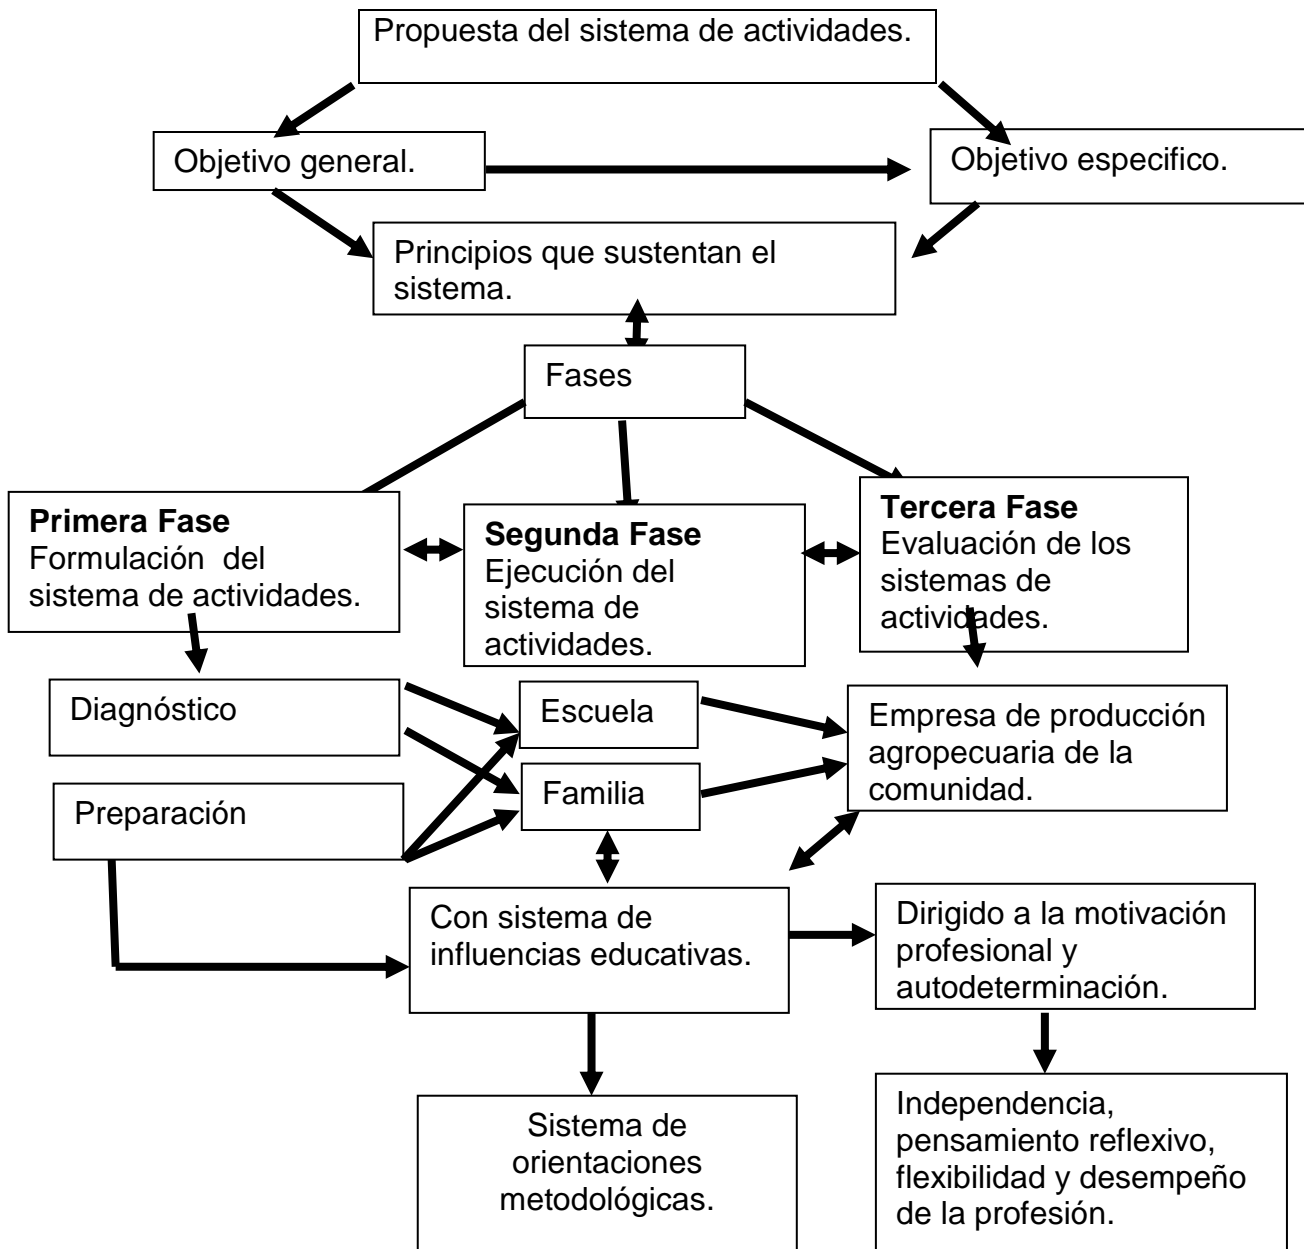 Propuesta del sistema de actividades.
Objetivo general.
Objetivo especifico.
Principios que sustentan el
sistema.
Fases
Primera Fase
Formulación del
sistema de actividades.
Segunda Fase
Ejecución del
sistema de
actividades.
Tercera Fase
Evaluación de los
sistemas de
actividades.
Diagnóstico
Escuela
Empresa de producción
agropecuaria de la
comunidad.
Preparación
Familia
Con sistema de
influencias educativas.
Dirigido a la motivación
profesional y
autodeterminación.
Sistema de
orientaciones
metodológicas.
Independencia,
pensamiento reflexivo,
flexibilidad y desempeño
de la profesión.